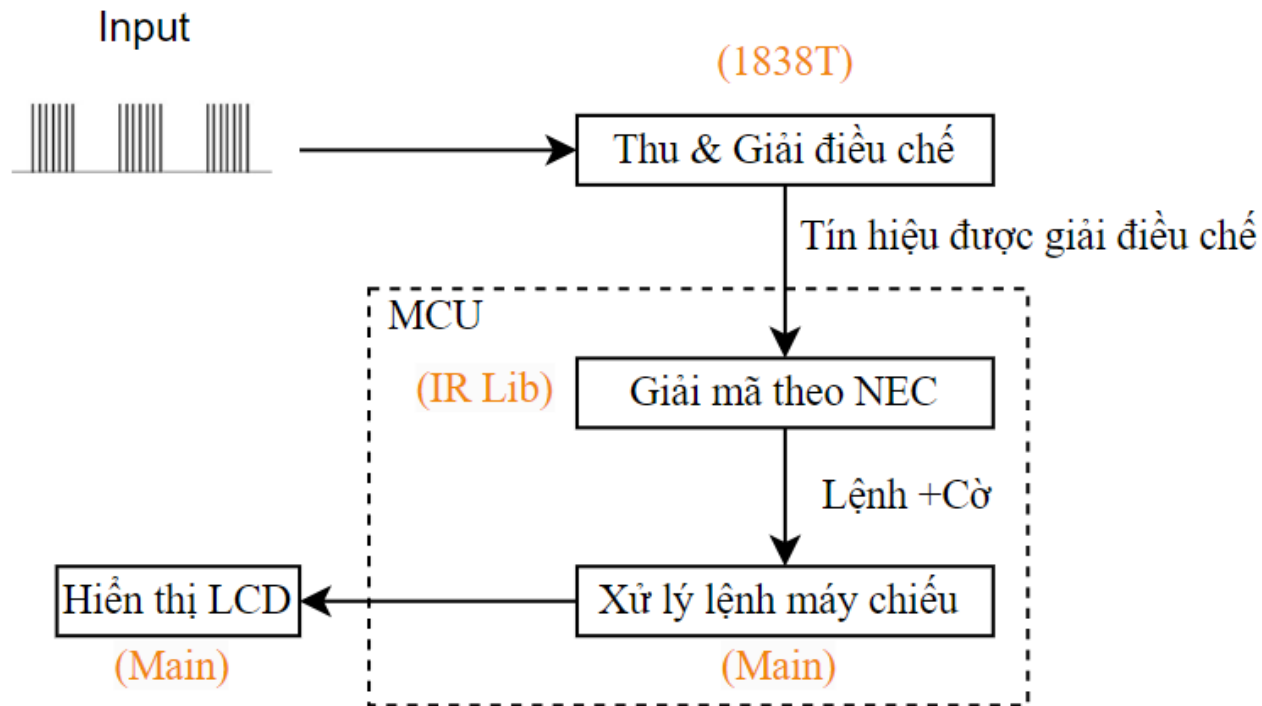 Input
(1838T)
Thu & Giải điều chế
Tín hiệu được giải điều chế
MCU
(IR Lib)
Giải mã theo NEC
Lệnh +Cờ
Hiển thị LCD
Xử lý lệnh máy chiếu
(Main)
(Main)